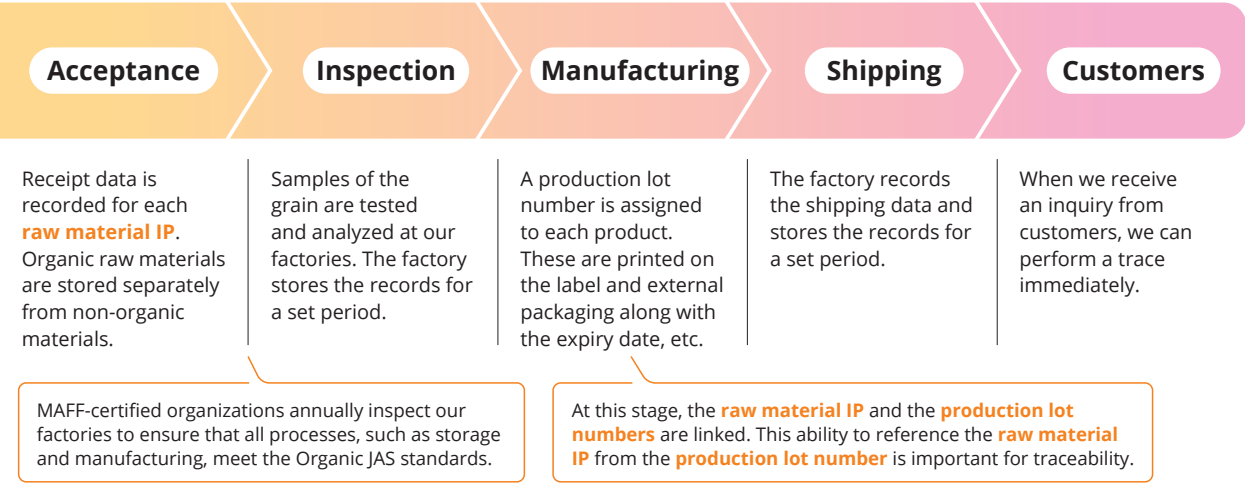 Acceptance
Inspection
Manufacturing
Shipping
Customers
Receipt data is
recorded for each
raw material IP.
Organic raw materials
are stored separately
from non-organic
materials.
Samples of the
grain are tested
and analyzed at our
factories. The factory
stores the records for
a set period.
A production lot
number is assigned
to each product.
These are printed on
the label and external
packaging along with
the expiry date, etc.
The factory records
the shipping data and
stores the records for
a set period.
When we receive
an inquiry from
customers, we can
perform a trace
immediately.
MAFF-certified organizations annually inspect our
factories to ensure that all processes, such as storage
and manufacturing, meet the Organic JAS standards.
At this stage, the raw material IP and the production lot
numbers are linked. This ability to reference the raw material
IP from the production lot number is important for traceability.